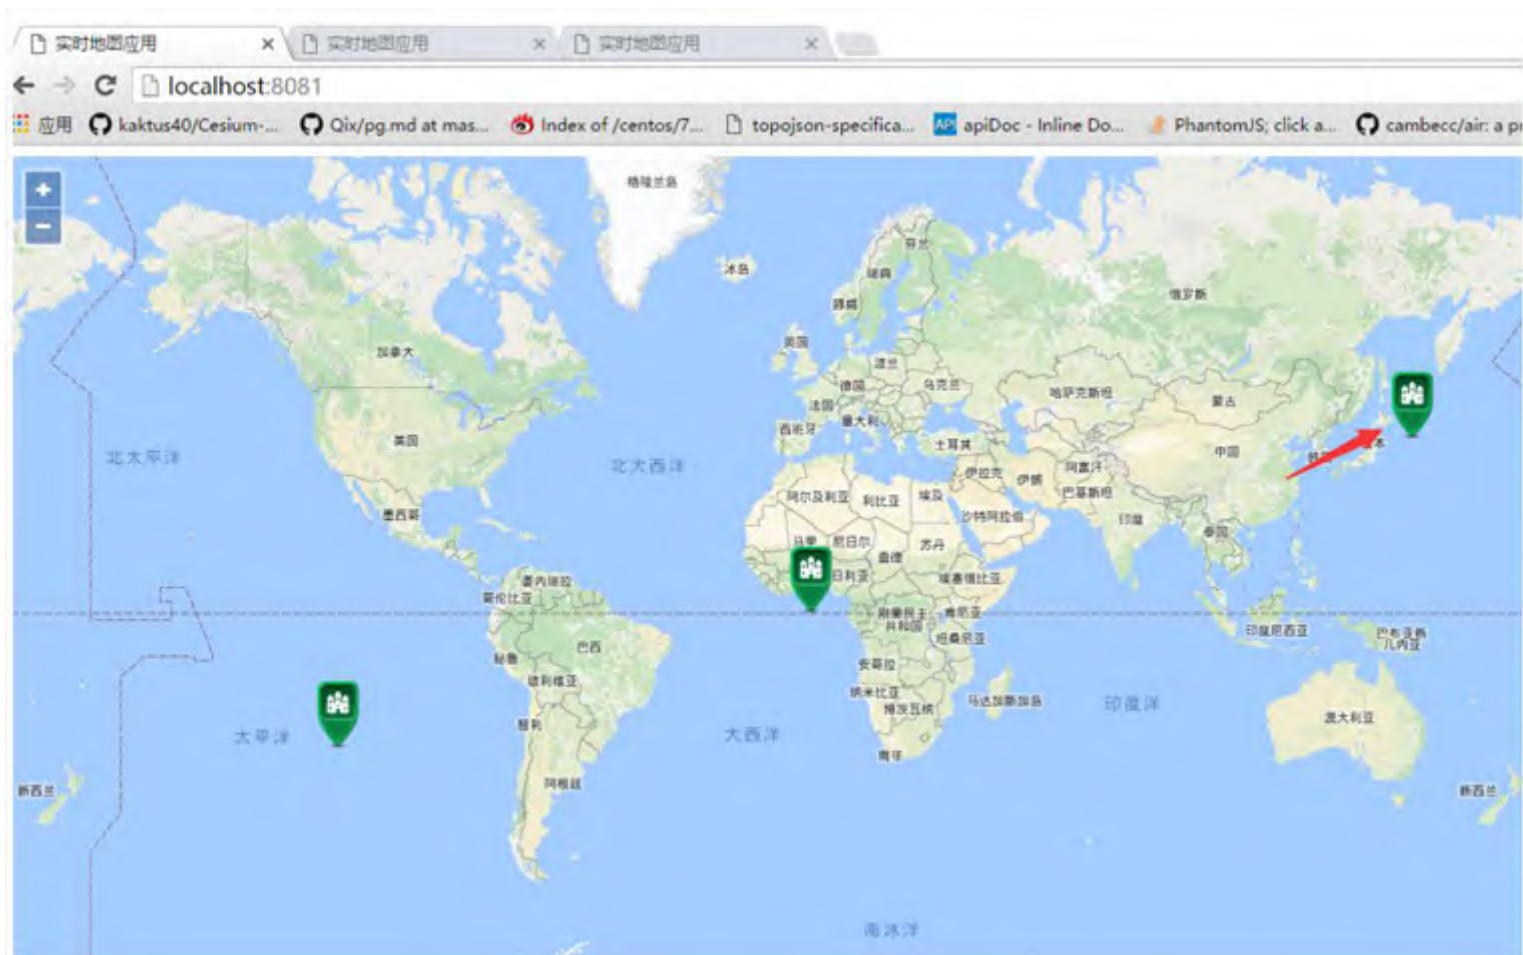 实时地图应用
实时地图应用
实时地图应用
localhost:8081
应用
kaktus40/Cesium-...
Qix/pg.md at mas...
Index of /centos/7...
topojson-specifica...
API
apiDoc - Inline Do...
PhantomJS; click a...
cambecc/air: a pr
+
−
格陵兰岛
冰岛
芬兰
瑞典
挪威
俄罗斯
英国
加拿大
波兰
德国
乌克兰
法国
哈萨克斯坦
蒙古
意大利
西班牙
美国
土耳其
中国
本
北太平洋
北大西洋
伊拉克
伊朗
阿富汗
巴基斯坦
阿尔及利亚
利比亚
埃及
沙特阿拉伯
印度
墨西哥
泰国
马里
尼日尔
乍得
苏丹
日利亚
埃塞俄比亚
委内瑞拉
哥伦比亚
刚果民主
共和国
肯尼亚
坦桑尼亚
印度尼西亚
巴布亚新
几内亚
巴西
秘鲁
玻利维亚
安哥拉
纳米比亚
博茨瓦纳
马达加斯加岛
印度洋
智利
太平洋
大西洋
澳大利亚
南非
阿根廷
新西兰
新西兰
南冰洋